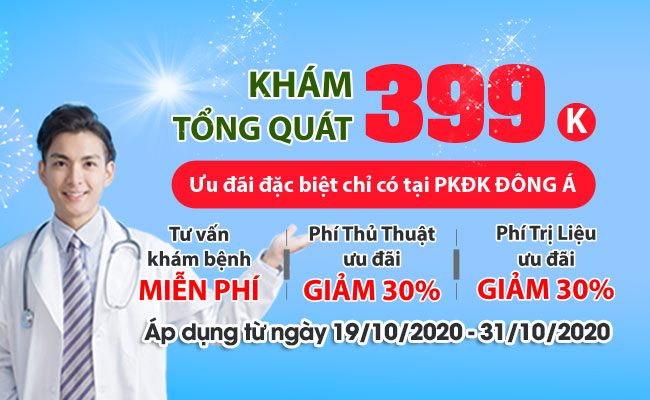 KHÁM
TỔNG QUÁT
399 K
Ưu đãi đặc biệt chỉ có tại PKĐK ĐÔNG Á
Tư vấn
khám bệnh
MIỄN PHÍ
Phí Thủ Thuật
ưu đãi
GIẢM 30%
Phí Trị Liệu
ưu đãi
GIẢM 30%
Áp dụng từ ngày 19/10/2020 - 31/10/2020